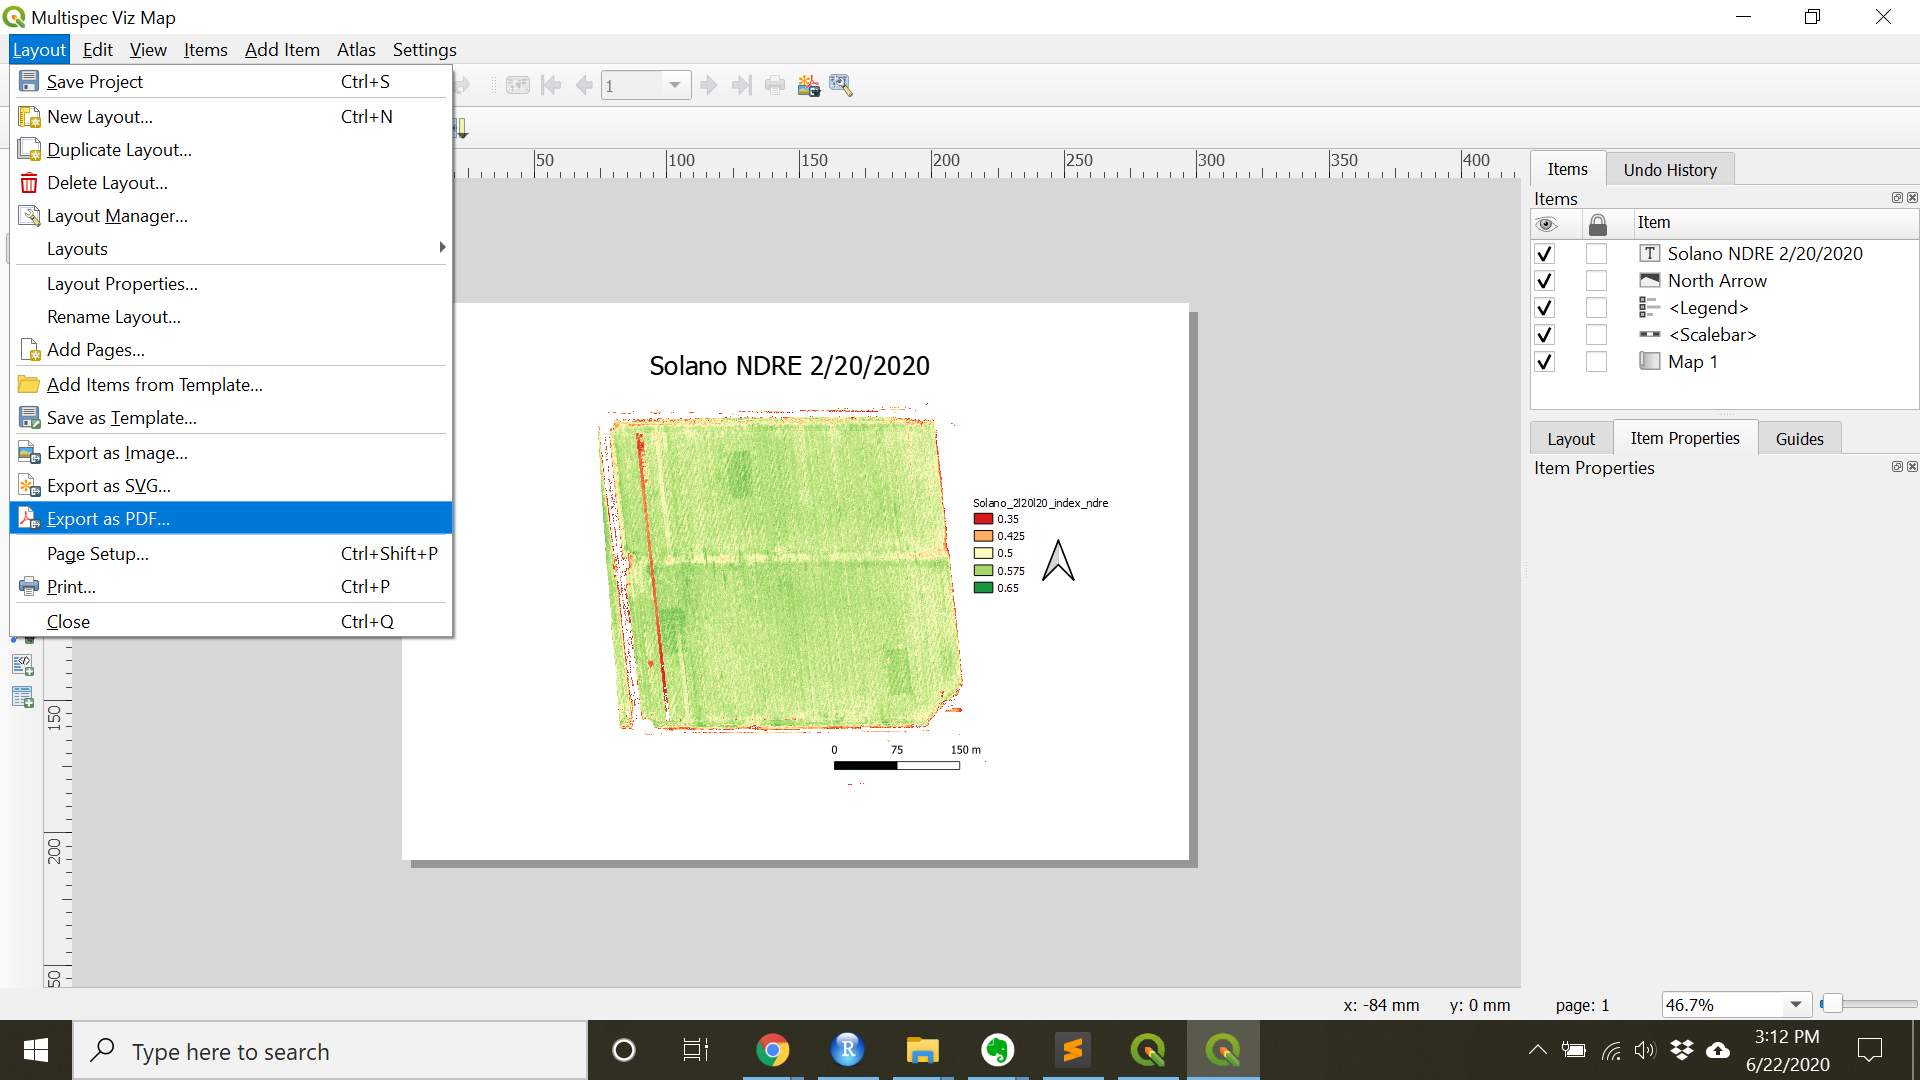 Multispec Viz Map
Layout Edit View Items Add Item Atlas Settings
Save Project Ctrl+S
1
New Layout... Ctrl+N
Duplicate Layout...
Delete Layout...
Layout Manager...
Layouts
Layout Properties...
Rename Layout...
Add Pages...
Add Items from Template...
Save as Template...
Export as Image...
Export as SVG...
Export as PDF...
Page Setup... Ctrl+Shift+P
Print... Ctrl+P
Close Ctrl+Q
50 100 150 200 250 300 350 400
150
200
50
Solano NDRE 2/20/2020
Solano_2|20|20_index_ndre
0.35
0.425
0.5
0.575
0.65
0 75 150 m
Items Undo History
Items
Item
T Solano NDRE 2/20/2020
North Arrow
<Legend>
<Scalebar>
Map 1
Layout Item Properties Guides
Item Properties
x: -84 mm y: 0 mm page: 1 46.7%
Type here to search
R
3:12 PM
6/22/2020